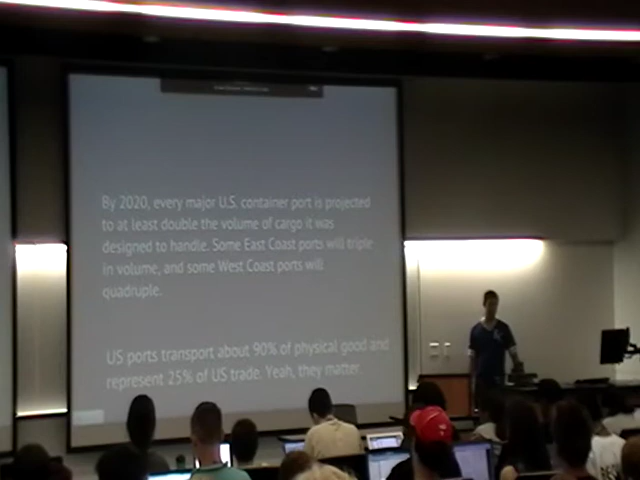 By 2020, every major U.S. container port is projected
to at least double the volume of cargo it was
designed to handle. Some East Coast ports will triple
in volume, and some West Coast ports will
quadruple.
US ports transport about 90% of physical good and
represent 25% of US trade. Yeah, they matter.